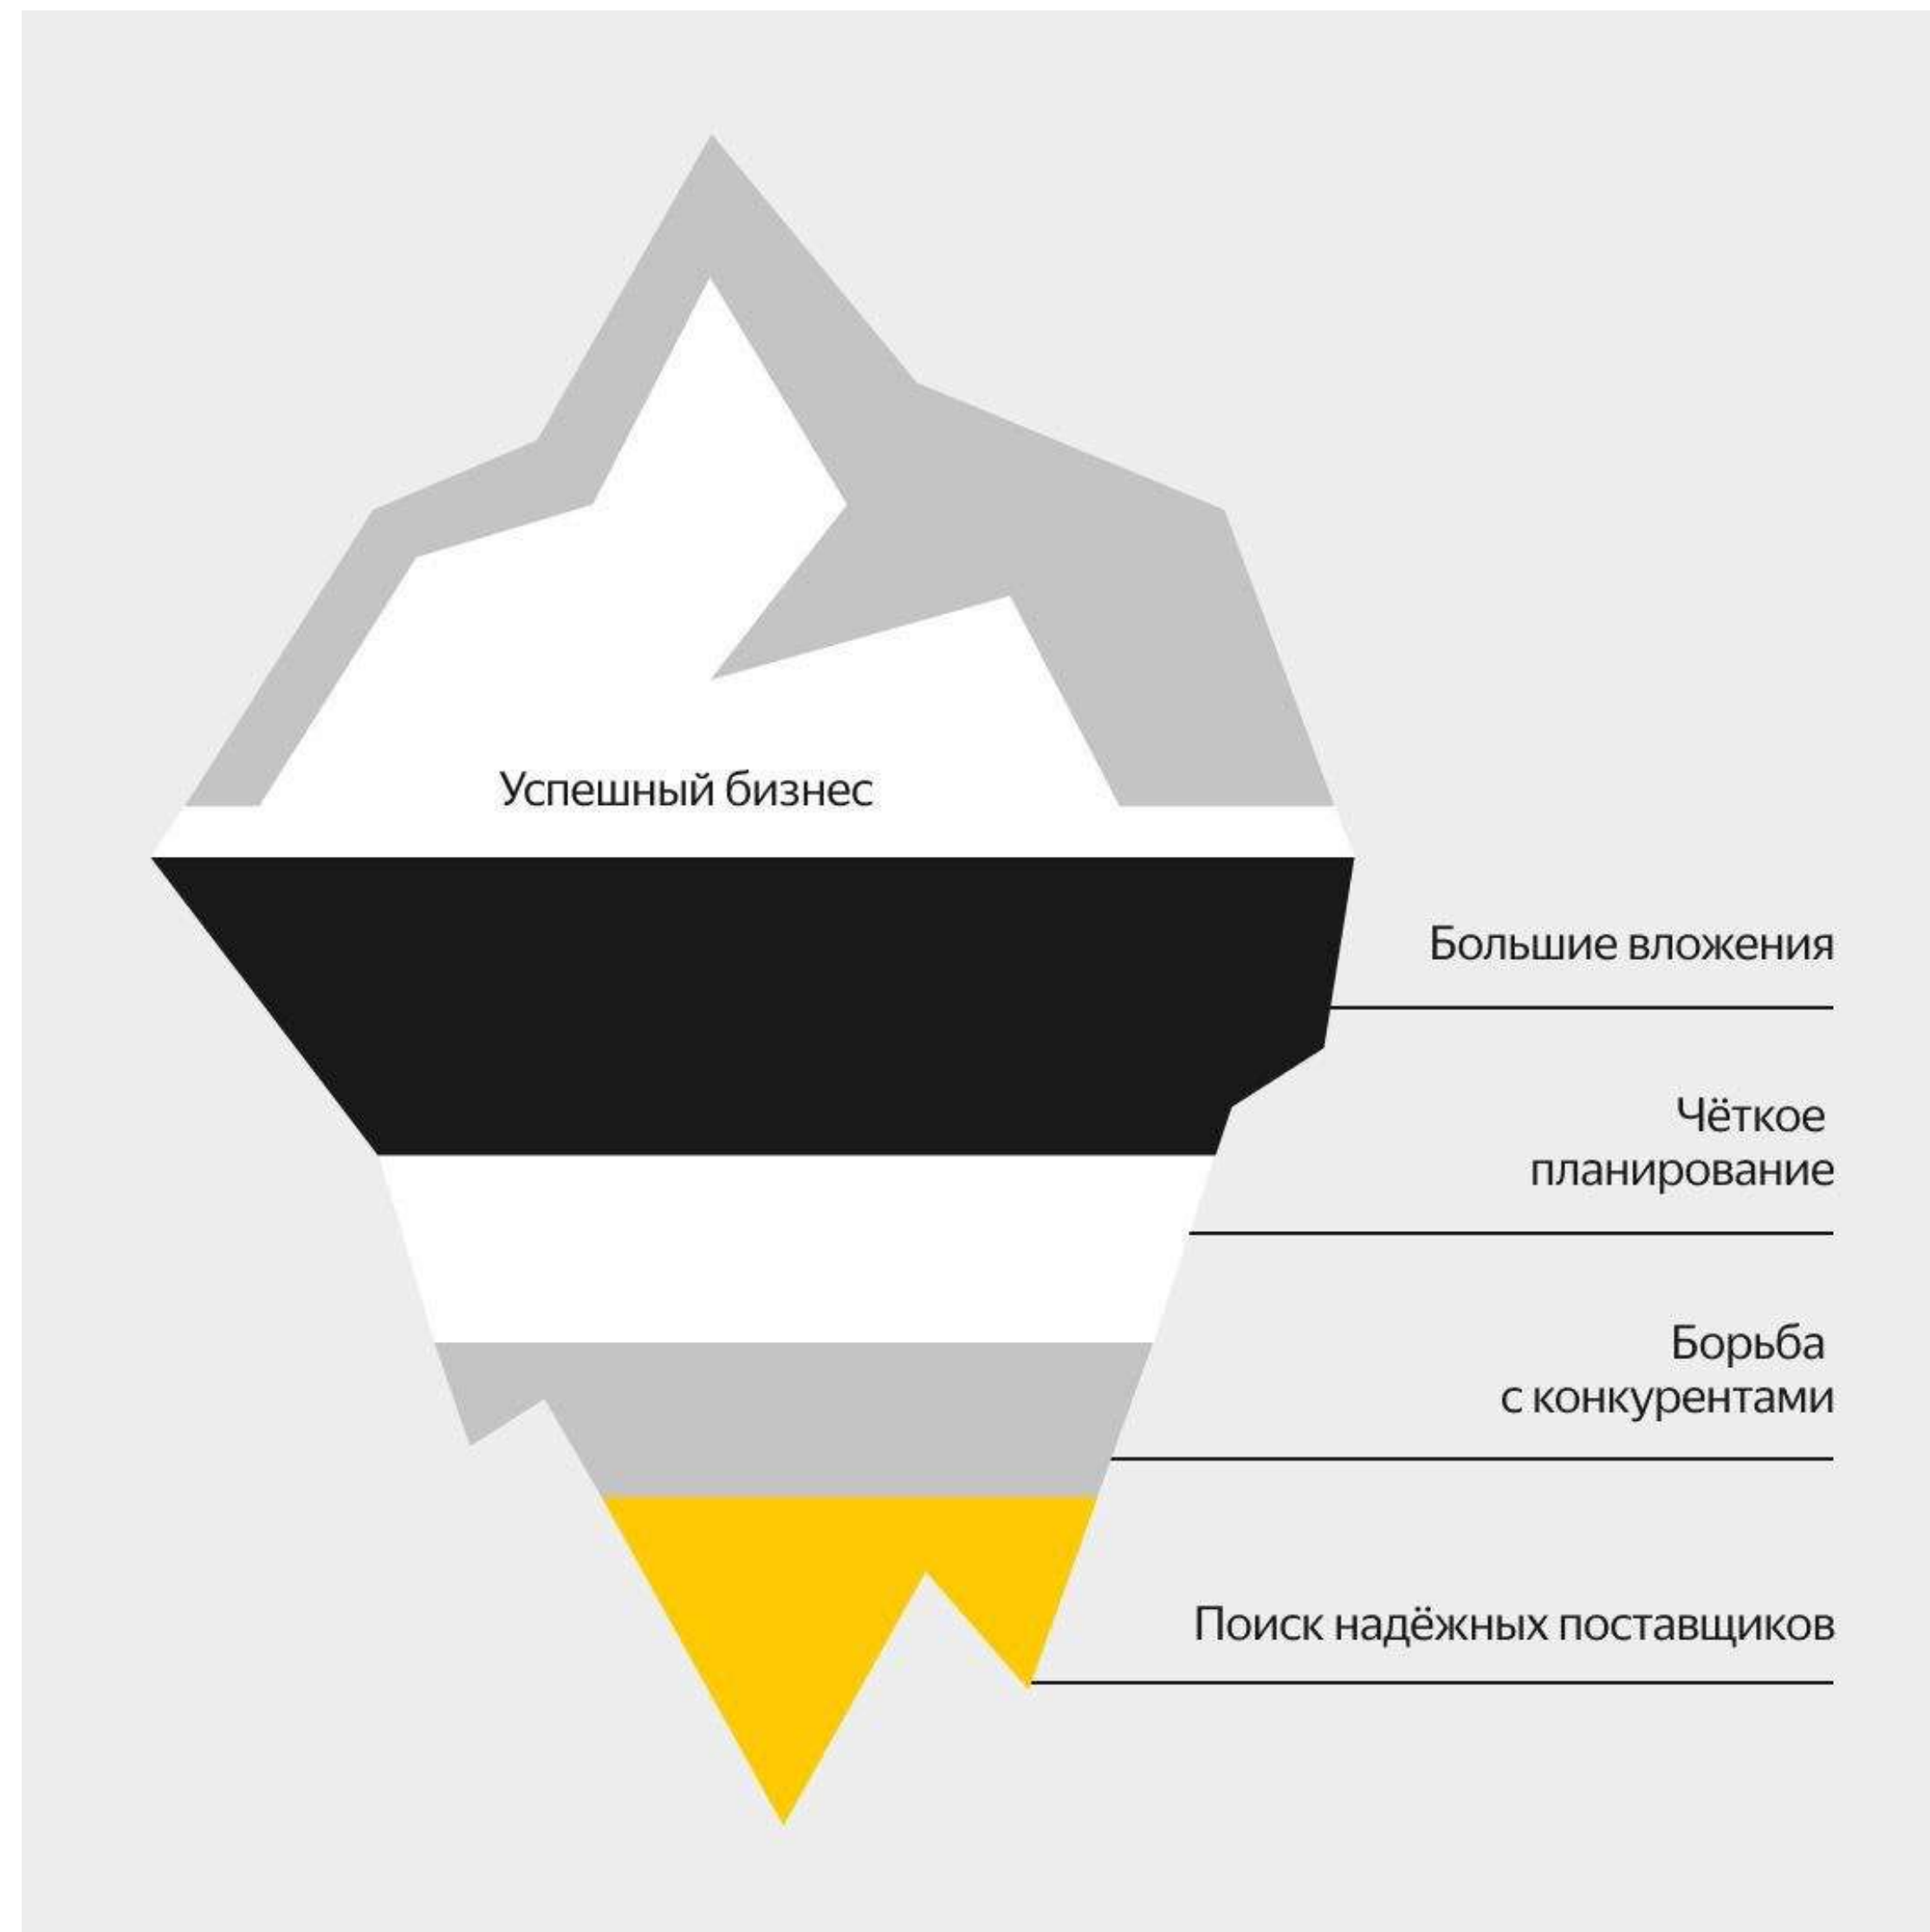 Успешный бизнес
Большие вложения
Чёткое
планирование
Борьба
с конкурентами
Поиск надёжных поставщиков